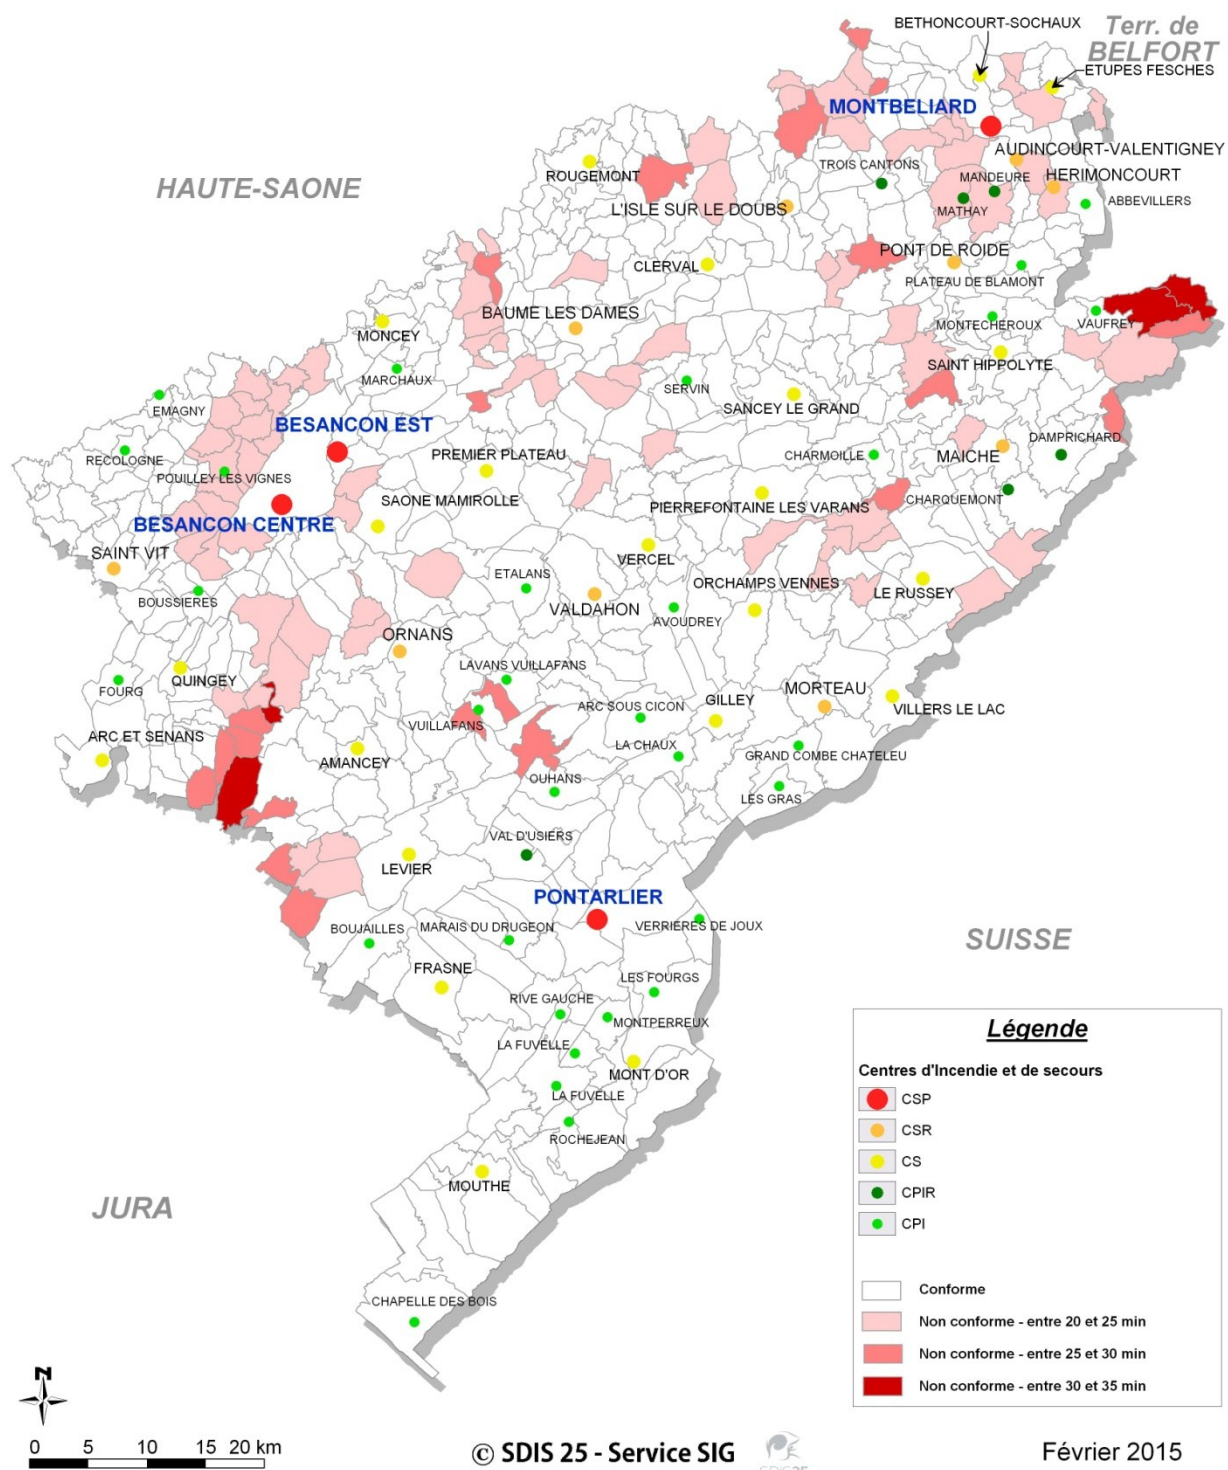 BETHONCOURT-SOCHAUX
Terr. de
BELFORT
ETUPES FESCHES
MONTBELIARD
AUDINCOURT-VALENTIGNEY
TROIS CANTONS
MANDEURE
HERIMONCOURT
ROUGEMONT
HAUTE-SAONE
L'ISLE SUR LE DOUBS
MATHAY
ABBEVILLERS
PONT DE ROIDE
CLERVAL
PLATEAU DE BLAMONT
BAUME LES DAMES
MONTECHEROUX
VAUFREY
MONCEY
SAINT HIPPOLYTE
MARCHAUX
SERVIN
SANCEY LE GRAND
EMAGNY
BESANCON EST
DAMPRICHARD
RECOLOGNE
PREMIER PLATEAU
CHARMOILLE
MAICHE
POUILLEY LES VIGNES
SAONE MAMIROLLE
PIERREFONTAINE LES VARANS
CHARQUEMONT
BESANCON CENTRE
SAINT VIT
VERCEL
ETALANS
ORCHAMPS VENNES
LE RUSSEY
BOUSSIERES
VALDAHON
AVOUDREY
ORNANS
LAVANS VUILLAFANS
QUINGEY
FOURG
GILLEY
MORTEAU
VILLERS LE LAC
VUILLAFANS
ARC SOUS CICON
ARC ET SENANS
LA CHAUX
GRAND COMBE CHATELEU
AMANCEY
OUHANS
LES GRAS
VAL D'USIERS
LEVIER
PONTARLIER
BOUJAILLES
MARAIS DU DRUGEON
VERRIERES DE JOUX
SUISSE
FRASNE
LES FOURGS
RIVE GAUCHE
MONTPERREUX
LA FUVELLE
MONT D'OR
LA FUVELLE
ROCHEJEAN
MOUTHE
JURA
CHAPELLE DES BOIS
Légende
Centres d'Incendie et de secours
CSP
CSR
CS
CPIR
CPI
Conforme
Non conforme - entre 20 et 25 min
Non conforme - entre 25 et 30 min
Non conforme - entre 30 et 35 min
N
0 5 10 15 20 km
© SDIS 25 - Service SIG
SDIS25
Février 2015